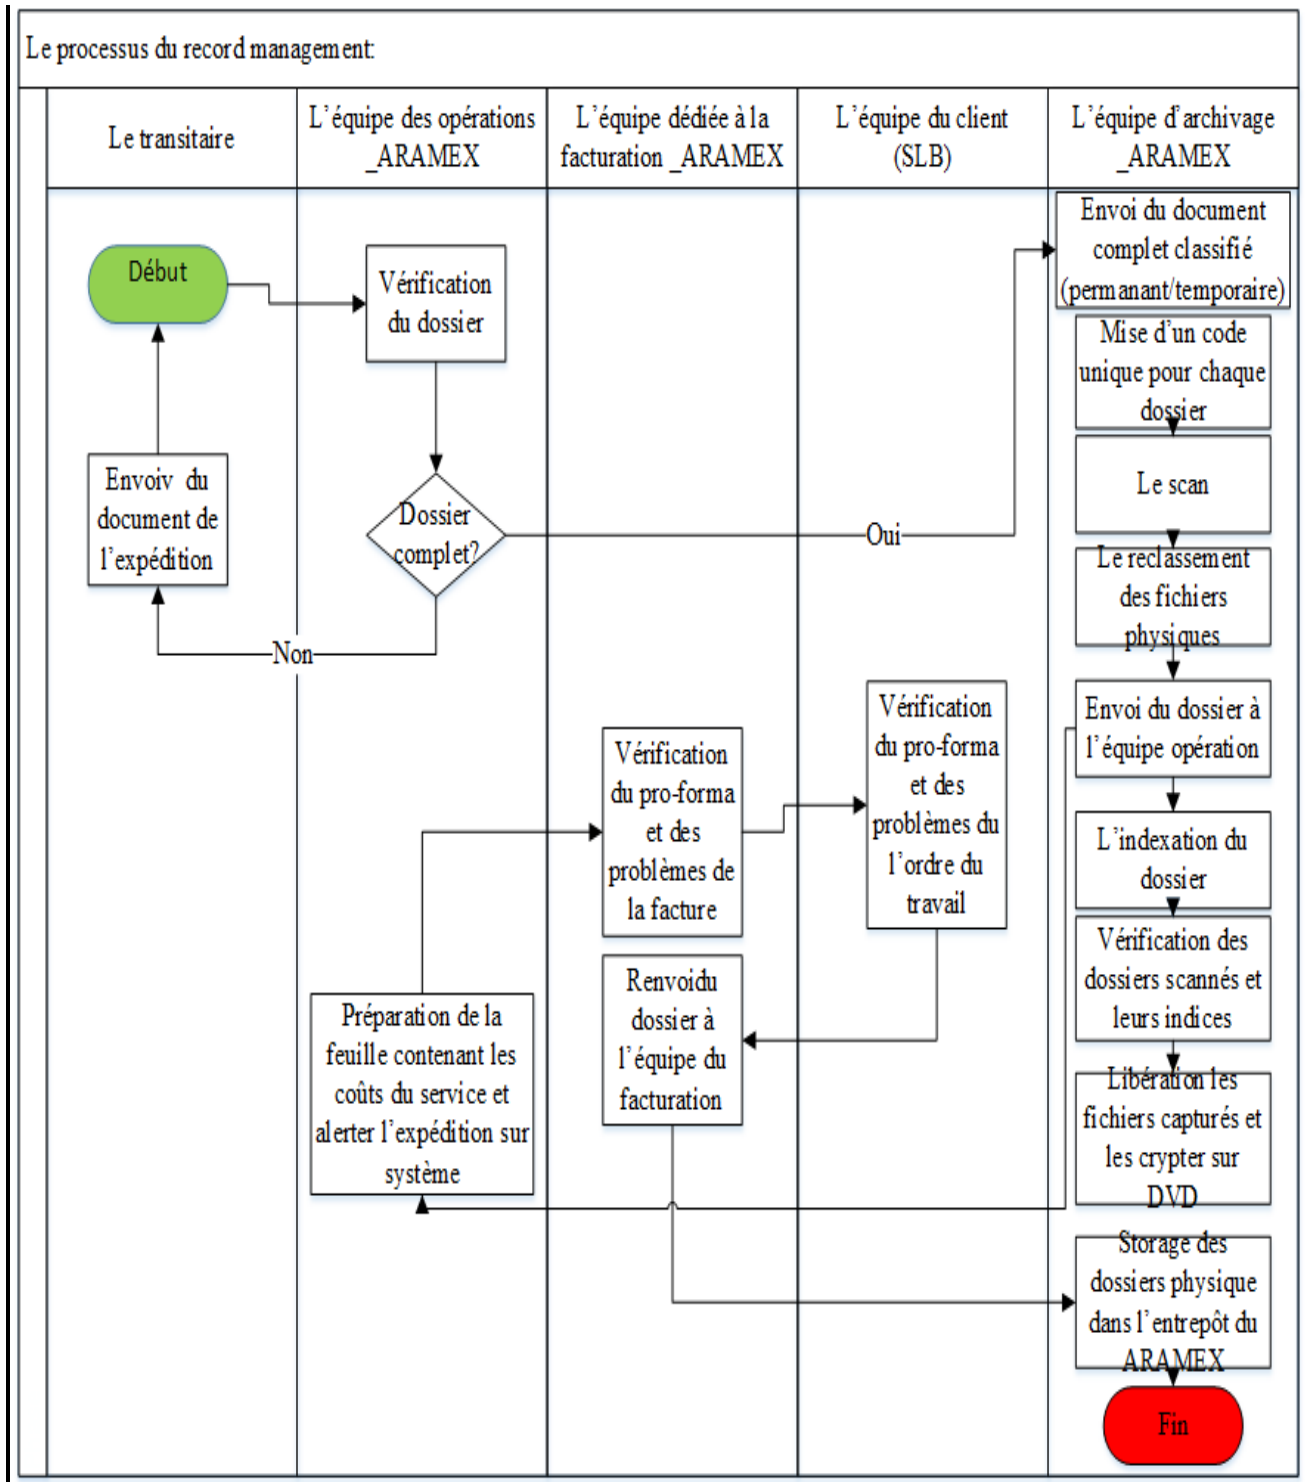 Le processus du record management:
Le transitaire
L'équipe des opérations
_ARAMEX
L'équipe dédiée à la
facturation _ARAMEX
L'équipe du client
(SLB)
L'équipe d'archivage
_ARAMEX
Début
Envoiv du
document de
l'expédition
Vérification
du dossier
Dossier
complet?
Oui
Non
Préparation de la
feuille contenant les
coûts du service et
alerter l'expédition sur
système
Vérification
du pro-forma
et des
problèmes de
la facture
Renvoidu
dossier à
l'équipe du
facturation
Vérification
du pro-forma
et des
problèmes du
l'ordre du
travail
Envoi du document
complet classifié
(permanant/temporaire)
Mise d'un code
unique pour chaque
dossier
Le scan
Le reclassement
des fichiers
physiques
Envoi du dossier à
l'équipe opération
L'indexation du
dossier
Vérification des
dossiers scannés et
leurs indices
Libération les
fichiers capturés et
les crypter sur
DVD
Storage des
dossiers physique
dans l'entrepôt du
ARAMEX
Fin